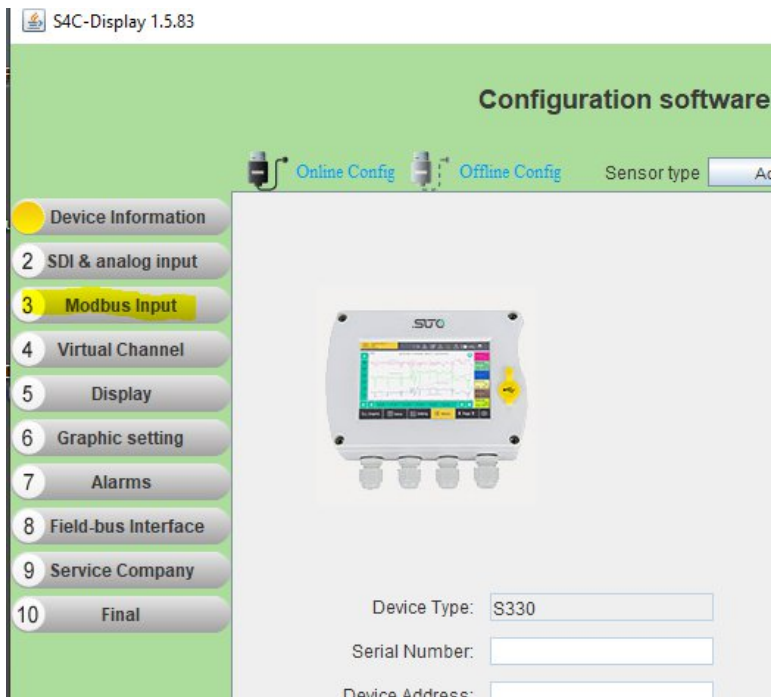 S4C-Display 1.5.83
Configuration software
Online Config Offline Config Sensor type
Device Information
2 SDI & analog input
3 Modbus Input
4 Virtual Channel
5 Display
6 Graphic setting
7 Alarms
8 Field-bus Interface
9 Service Company
10 Final
SUTO
Device Type: S330
Serial Number:
Device Address: